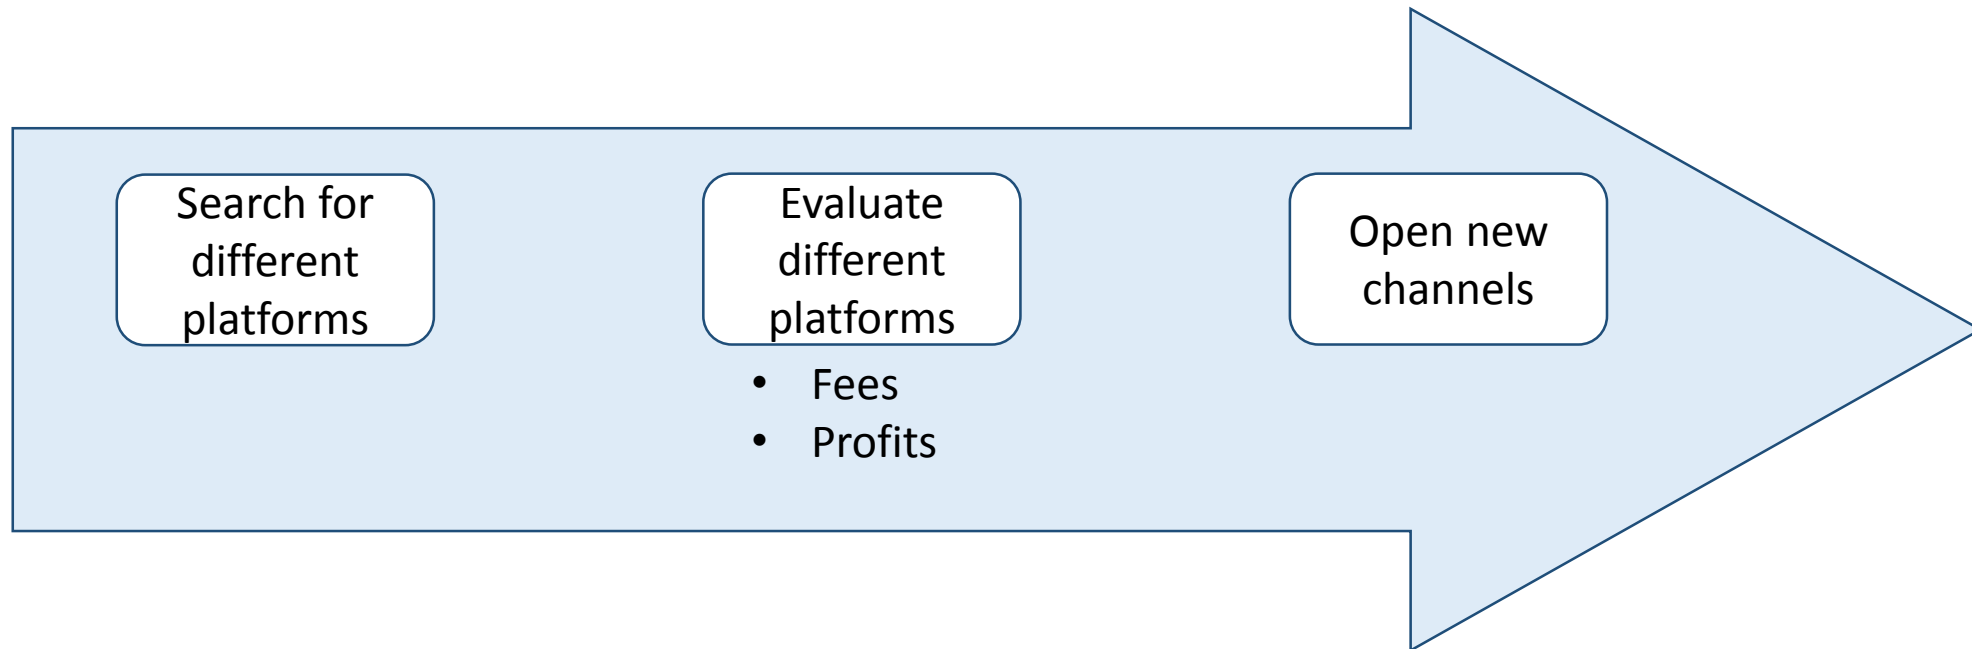 Search for
different
platforms
Evaluate
different
platforms
• Fees
• Profits
Open new
channels